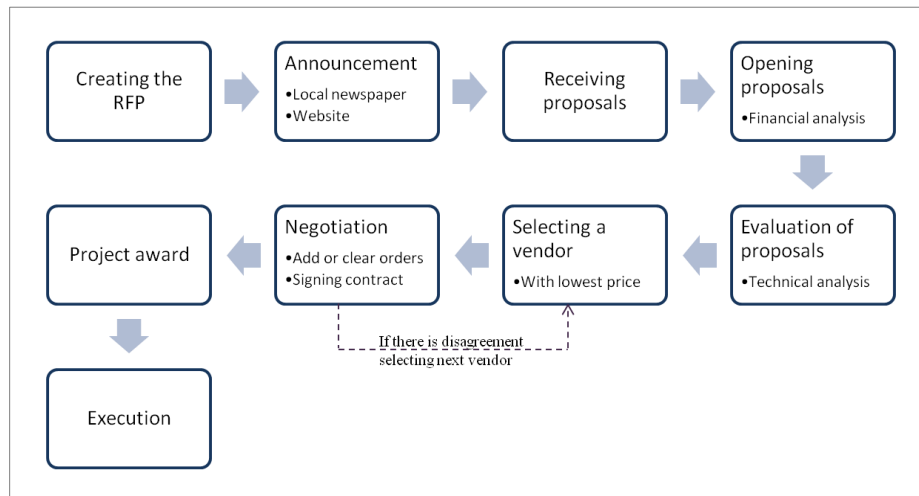 Creating the
RFP
Announcement
•Local newspaper
•Website
Receiving
proposals
Opening
proposals
•Financial analysis
Evaluation of
proposals
•Technical analysis
Selecting a
vendor
•With lowest price
Negotiation
•Add or clear orders
•Signing contract
Project award
If there is disagreement
selecting next vendor
Execution